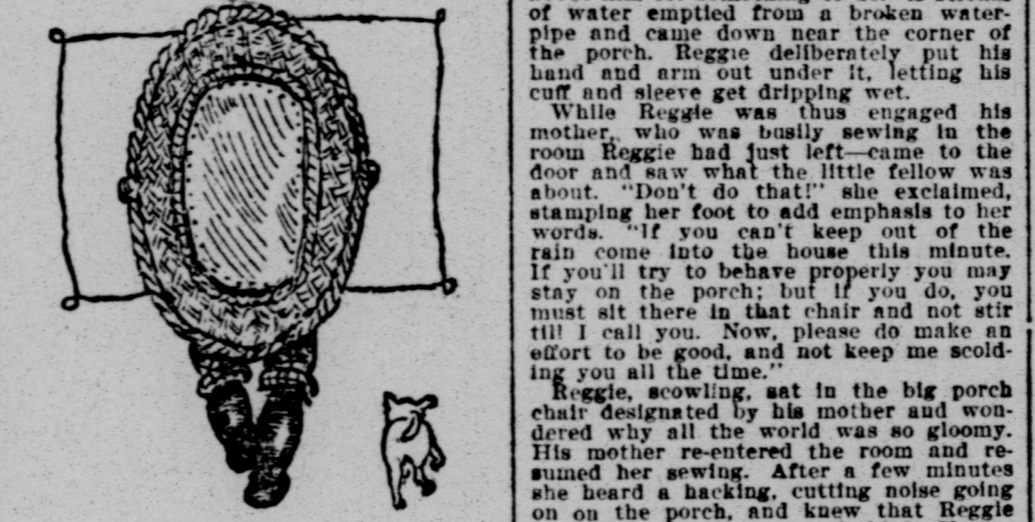 of water emptied from a broken water-
pipe and came down near the corner of
the porch. Reggie deliberately put his
hand and arm out under it, letting his
cuff and sleeve get dripping wet.
While Reggie was thus engaged his
mother, who was busily sewing in the
room Reggie had just left—came to the
door and saw what the little fellow was
about. "Don't do that!" she exclaimed,
stamping her foot to add emphasis to her
words. "If you can't keep out of the
rain come into the house this minute.
If you'll try to behave properly you may
stay on the porch; but if you do, you
must sit there in that chair and not stir
till I call you. Now, please do make an
effort to be good, and not keep me scold-
ing you all the time."
Reggie, scowling, sat in the big porch
chair designated by his mother and won-
dered why all the world was so gloomy.
His mother re-entered the room and re-
sumed her sewing. After a few minutes
she heard a hacking, cutting noise going
on on the porch, and knew that Reggie